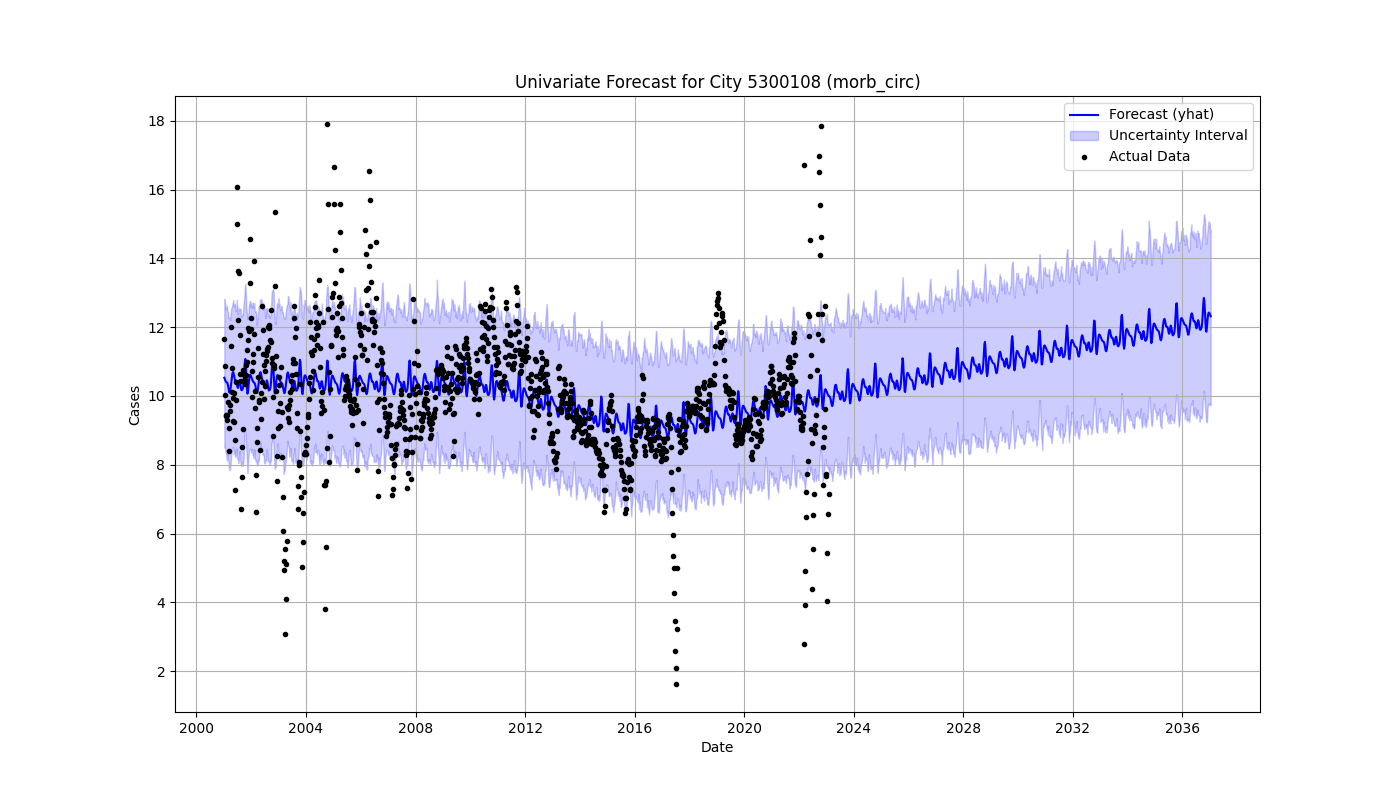 Univariate Forecast for City 5300108 (morb_circ)
Forecast (yhat)
Uncertainty Interval
Actual Data
Cases
18
16
14
12
10
8
6
4
2
2000 2004 2008 2012 2016 2020 2024 2028 2032 2036
Date